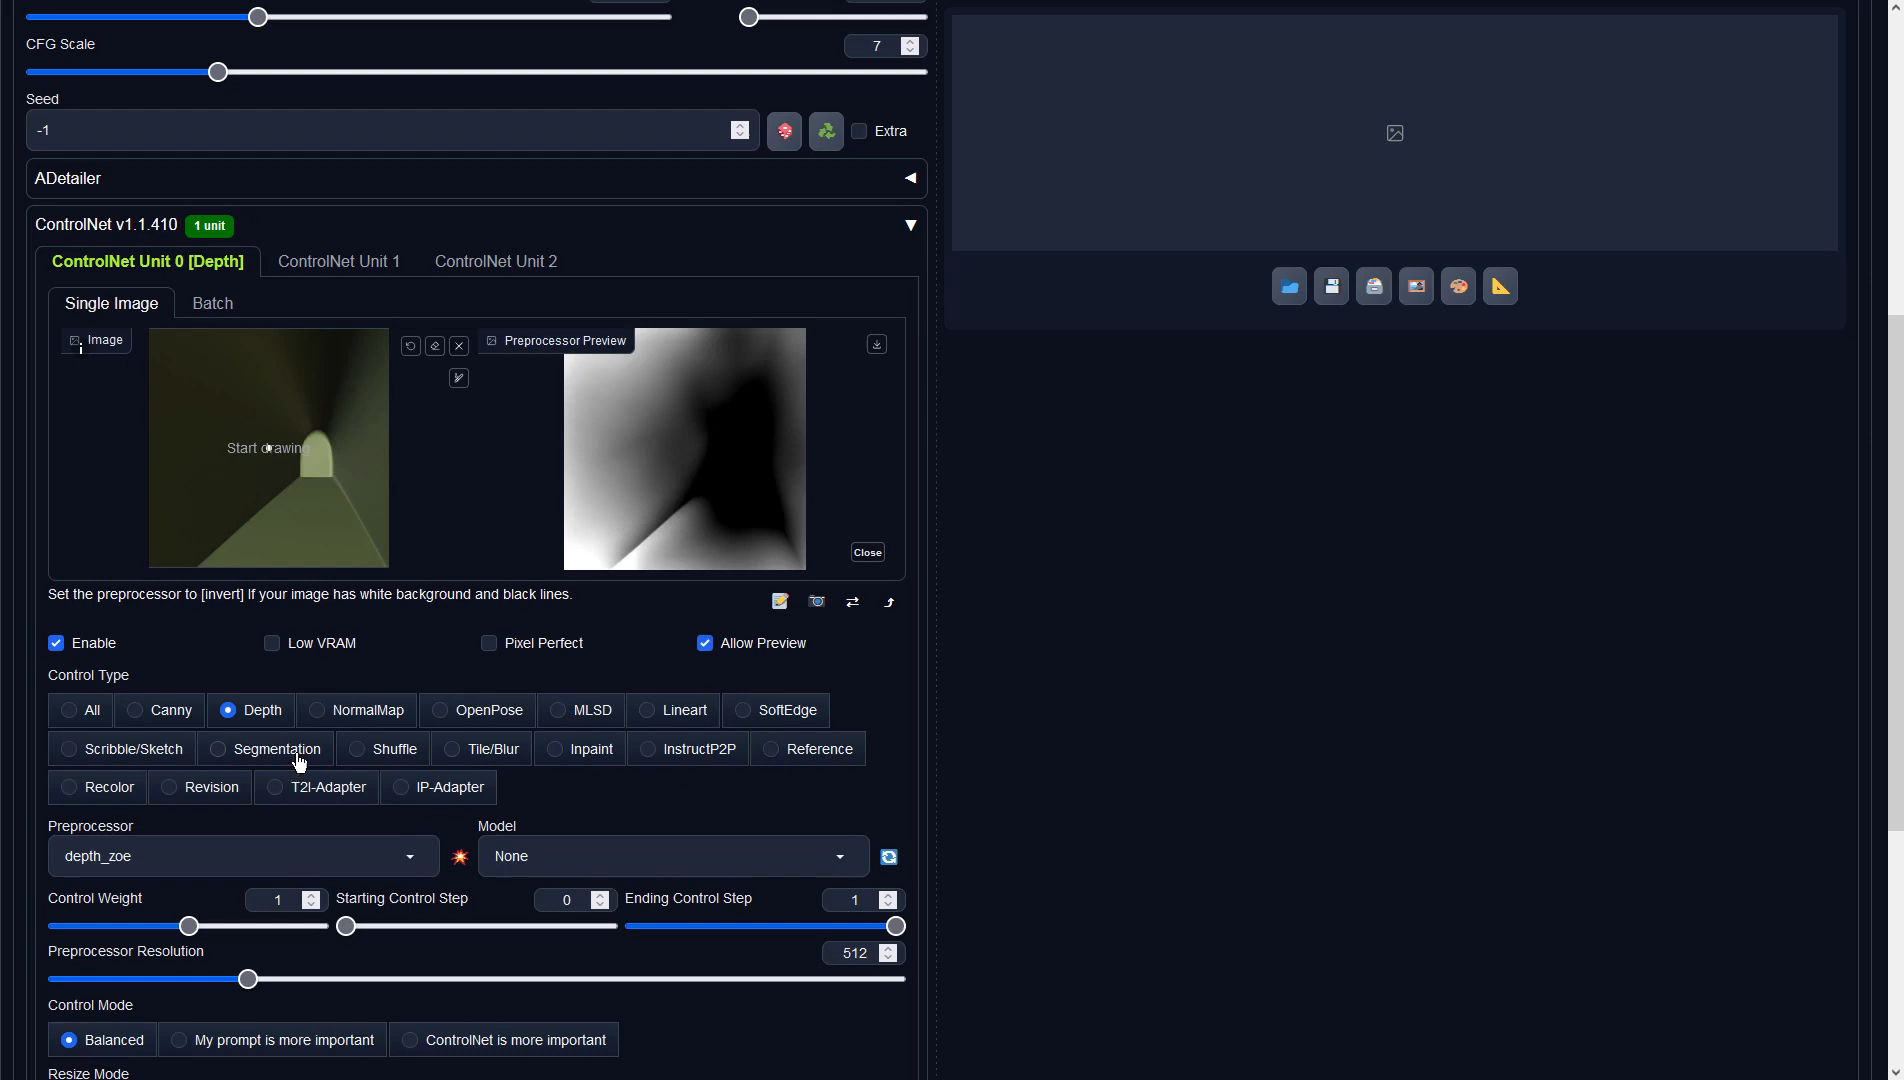 CFG Scale
7
Seed
-1
Extra
ADetailer
ControlNet v1.1.410
1 unit
ControlNet Unit 0 [Depth]
ControlNet Unit 1
ControlNet Unit 2
Single Image
Batch
Image
Preprocessor Preview
Start drawing
Close
Set the preprocessor to [invert] If your image has white background and black lines.
Enable
Low VRAM
Pixel Perfect
Allow Preview
Control Type
All
Canny
Depth
NormalMap
OpenPose
MLSD
Lineart
SoftEdge
Scribble/Sketch
Segmentation
Shuffle
Tile/Blur
Inpaint
InstructP2P
Reference
Recolor
Revision
T2I-Adapter
IP-Adapter
Preprocessor
Model
depth_zoe
None
Control Weight
1
Starting Control Step
0
Ending Control Step
1
Preprocessor Resolution
512
Control Mode
Balanced
My prompt is more important
ControlNet is more important
Resize Mode